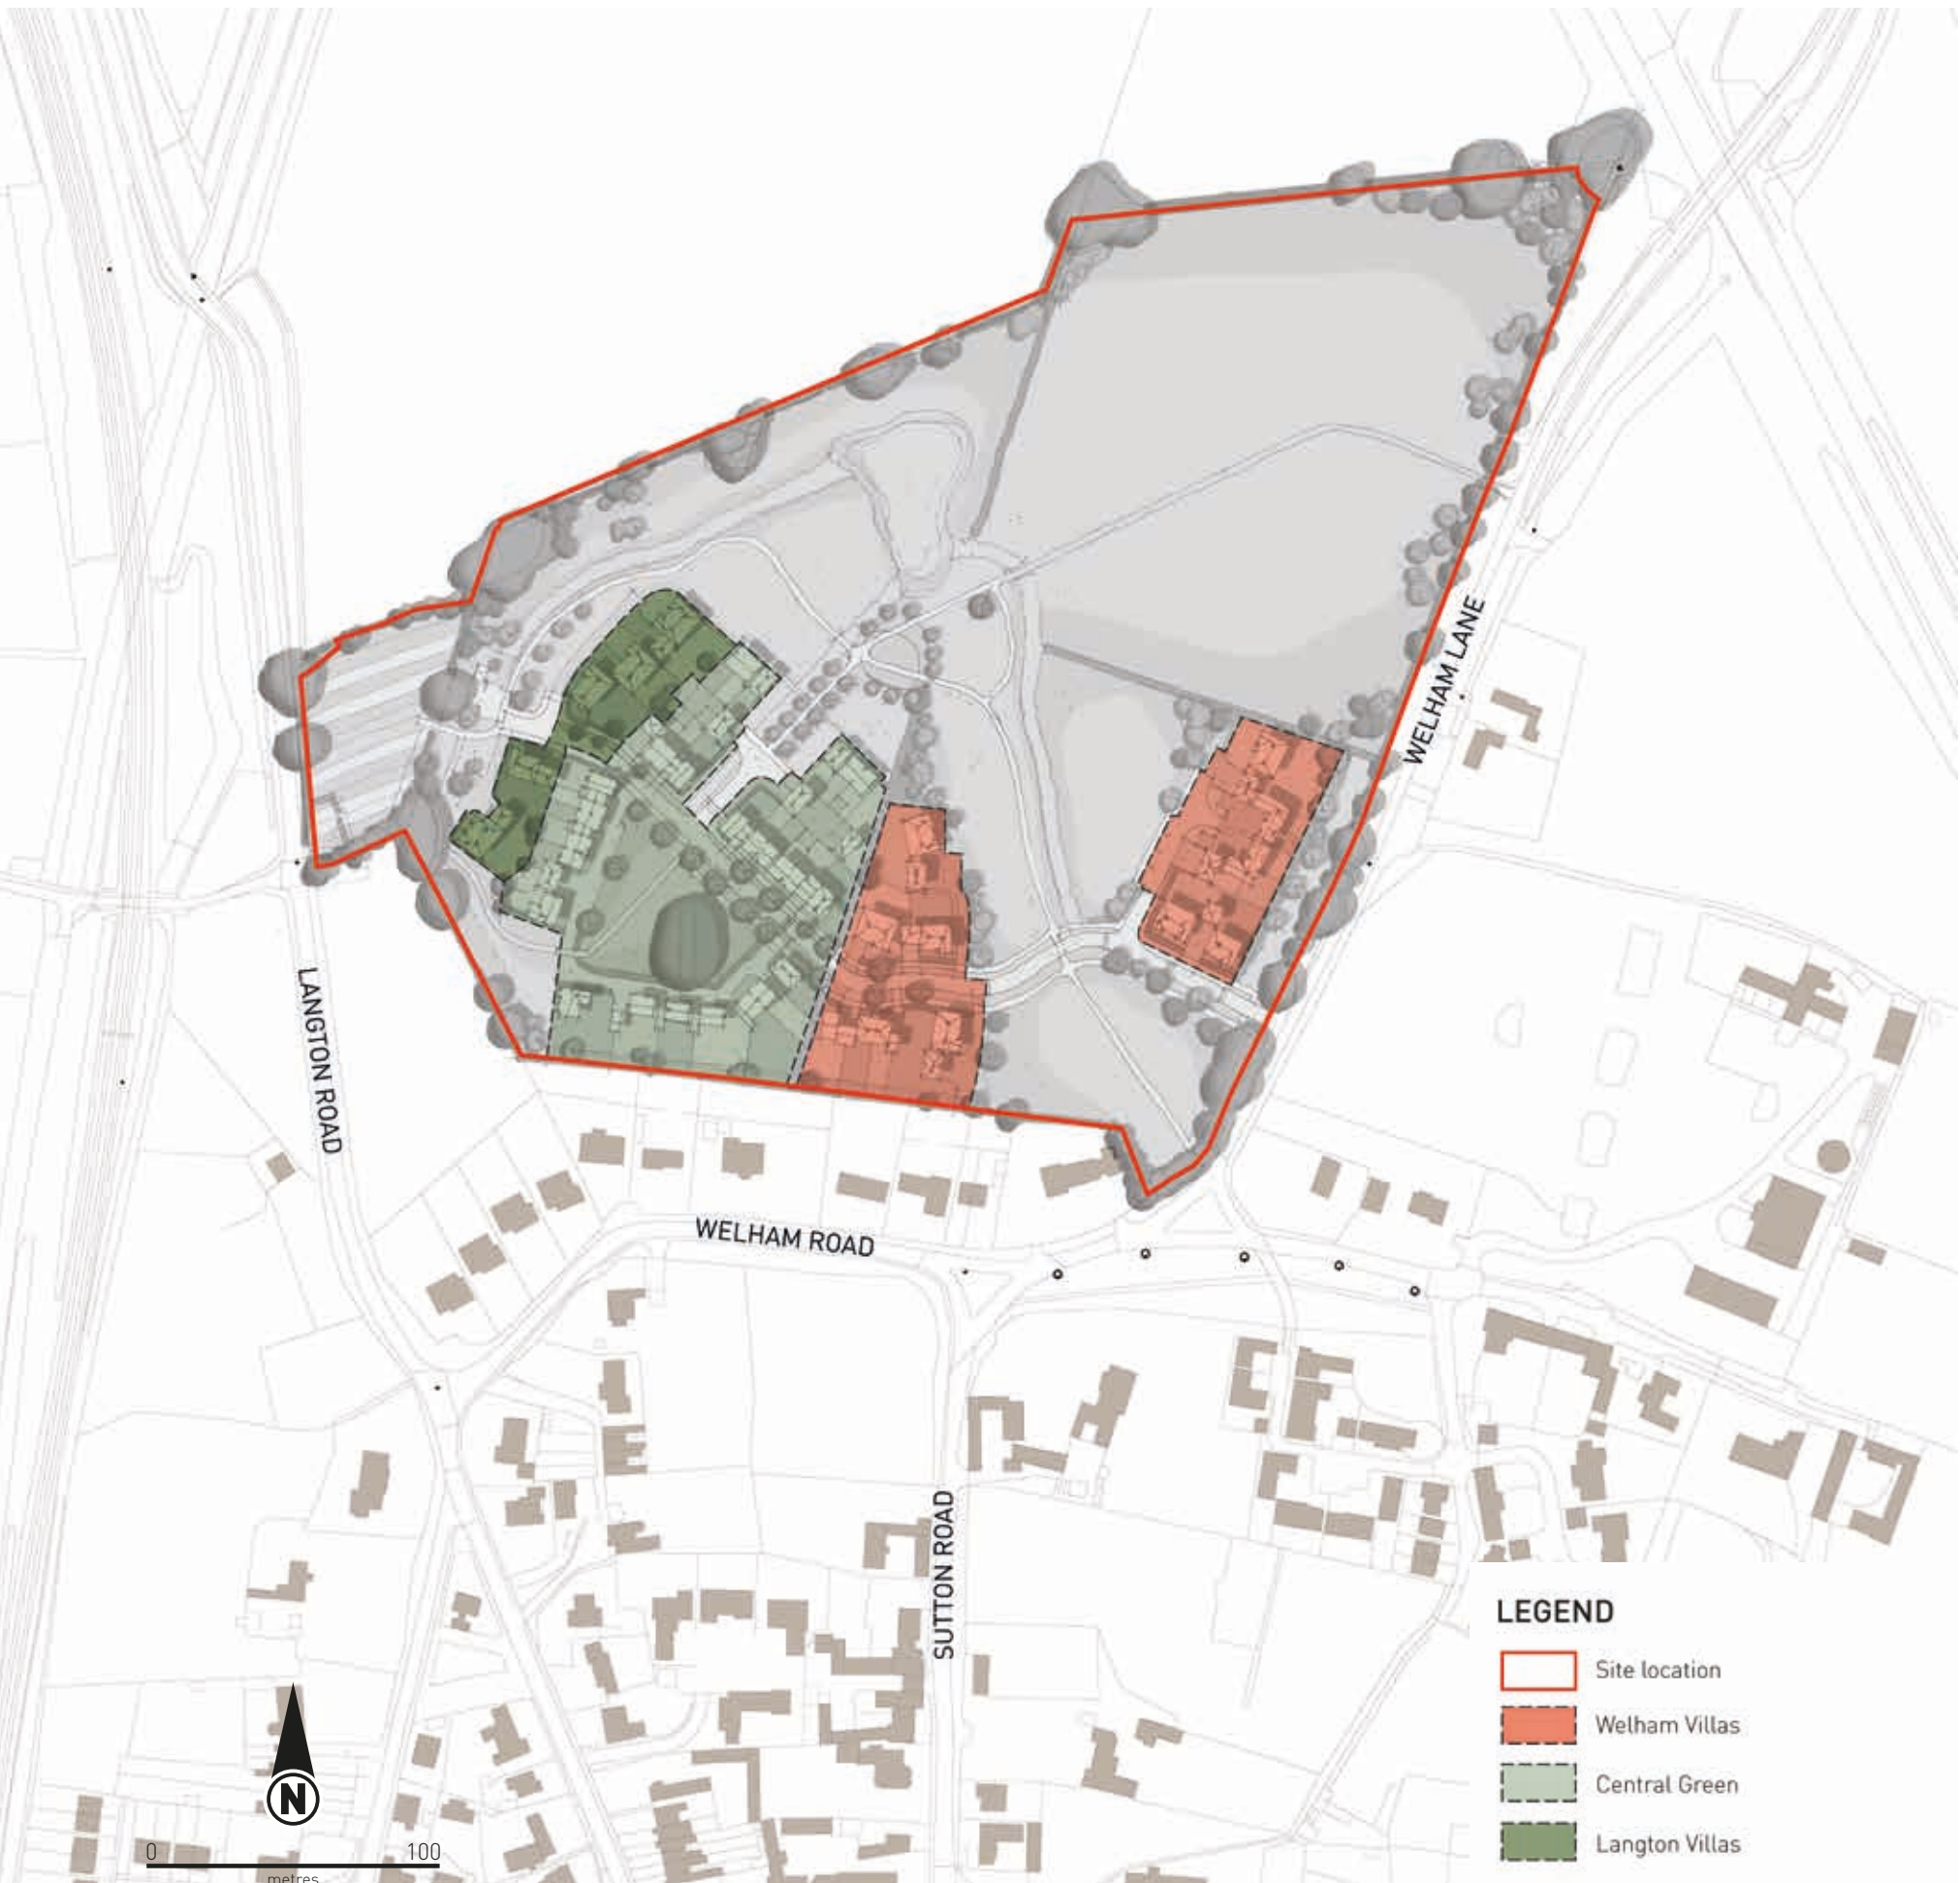 WELHAM LANE
LANGTON ROAD
WELHAM ROAD
SUTTON ROAD
LEGEND
Site location
Welham Villas
Central Green
Langton Villas
N
0 100
metres